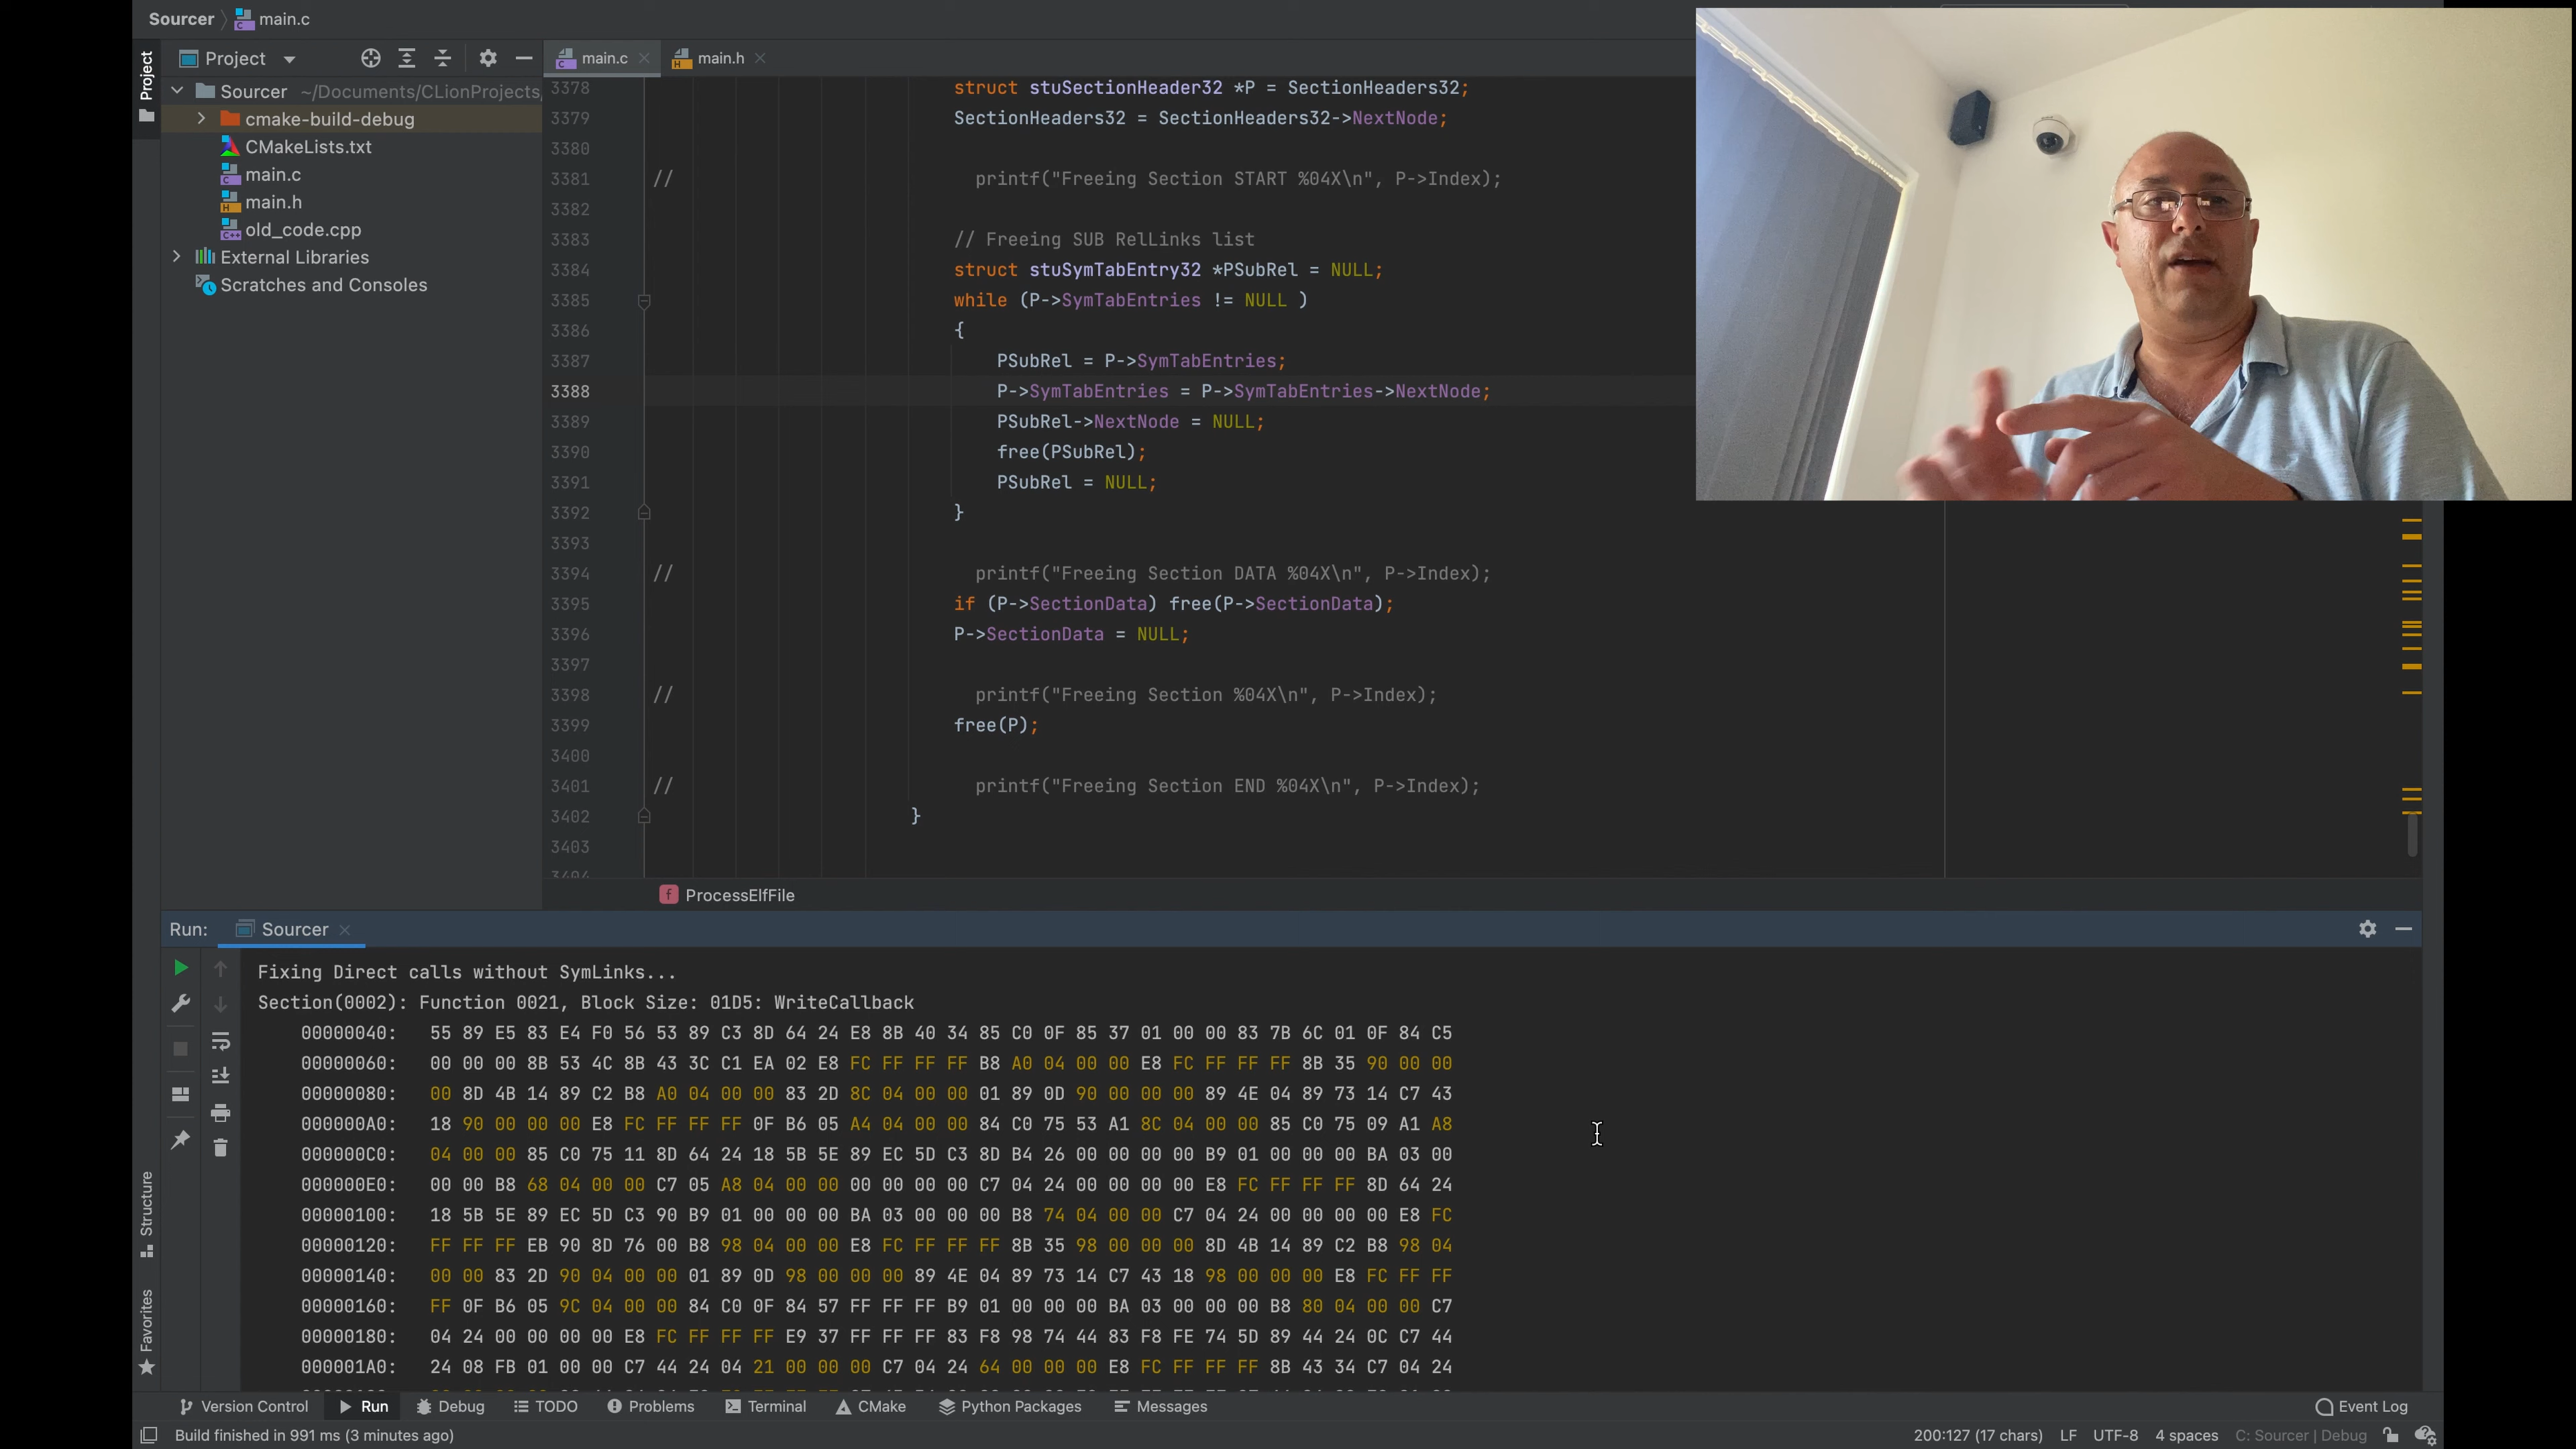 Sourcer 〉 main.c
Project
Project
main.c
main.h
Sourcer ~/Documents/CLionProjects/
cmake-build-debug
CMakeLists.txt
main.c
main.h
old_code.cpp
External Libraries
Scratches and Consoles
3378 struct stuSectionHeader32 *P = SectionHeaders32;
3379 SectionHeaders32 = SectionHeaders32->NextNode;
3380
3381 // printf("Freeing Section START %04X\n", P->Index);
3382
3383 // Freeing SUB RelLinks list
3384 struct stuSymTabEntry32 *PSubRel = NULL;
3385 while (P->SymTabEntries != NULL )
3386 {
3387 PSubRel = P->SymTabEntries;
3388 P->SymTabEntries = P->SymTabEntries->NextNode;
3389 PSubRel->NextNode = NULL;
3390 free(PSubRel);
3391 PSubRel = NULL;
3392 }
3393
3394 // printf("Freeing Section DATA %04X\n", P->Index);
3395 if (P->SectionData) free(P->SectionData);
3396 P->SectionData = NULL;
3397
3398 // printf("Freeing Section %04X\n", P->Index);
3399 free(P);
3400
3401 // printf("Freeing Section END %04X\n", P->Index);
3402 }
3403
3404
ProcessElfFile
Run: Sourcer
Fixing Direct calls without SymLinks...
Section(0002): Function 0021, Block Size: 01D5: WriteCallback
00000040: 55 89 E5 83 E4 F0 56 53 89 C3 8D 64 24 E8 8B 40 34 85 C0 0F 85 37 01 00 00 83 7B 6C 01 0F 84 C5
00000060: 00 00 00 8B 53 4C 8B 43 3C C1 EA 02 E8 FC FF FF FF B8 A0 04 00 00 E8 FC FF FF FF 8B 35 90 00 00
00000080: 00 8D 4B 14 89 C2 B8 A0 04 00 00 83 2D 8C 04 00 00 01 89 0D 90 00 00 00 89 4E 04 89 73 14 C7 43
000000A0: 18 90 00 00 00 E8 FC FF FF FF 0F B6 05 A4 04 00 00 84 C0 75 53 A1 8C 04 00 00 85 C0 75 09 A1 A8
000000C0: 04 00 00 85 C0 75 11 8D 64 24 18 5B 5E 89 EC 5D C3 8D B4 26 00 00 00 00 B9 01 00 00 00 BA 03 00
000000E0: 00 00 B8 68 04 00 00 C7 05 A8 04 00 00 00 00 00 00 C7 04 24 00 00 00 00 E8 FC FF FF FF 8D 64 24
00000100: 18 5B 5E 89 EC 5D C3 90 B9 01 00 00 00 BA 03 00 00 00 B8 74 04 00 00 C7 04 24 00 00 00 00 E8 FC
00000120: FF FF FF EB 90 8D 76 00 B8 98 04 00 00 E8 FC FF FF FF 8B 35 98 00 00 00 8D 4B 14 89 C2 B8 98 04
00000140: 00 00 83 2D 90 04 00 00 01 89 0D 98 00 00 00 89 4E 04 89 73 14 C7 43 18 98 00 00 00 E8 FC FF FF
00000160: FF 0F B6 05 9C 04 00 00 84 C0 0F 84 57 FF FF FF B9 01 00 00 00 BA 03 00 00 00 B8 80 04 00 00 C7
00000180: 04 24 00 00 00 00 E8 FC FF FF FF E9 37 FF FF FF 83 F8 98 74 44 83 F8 FE 74 5D 89 44 24 0C C7 44
000001A0: 24 08 FB 01 00 00 C7 44 24 04 21 00 00 00 C7 04 24 64 00 00 00 E8 FC FF FF FF 8B 43 34 C7 04 24
Structure
Favorites
Version Control Run Debug TODO Problems Terminal CMake Python Packages Messages Event Log
Build finished in 991 ms (3 minutes ago) 200:127 (17 chars) LF UTF-8 4 spaces C: Sourcer | Debug